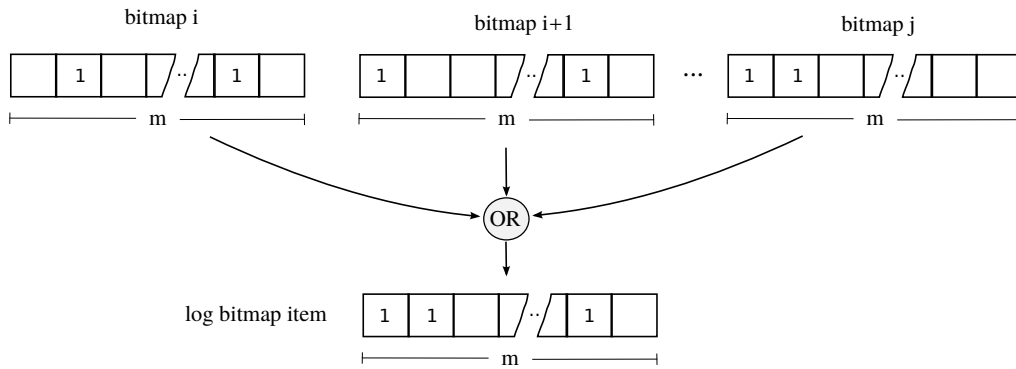 bitmap i
bitmap i+1
bitmap j
1 ·· 1
1 ·· 1
...
1 1 ··
m
m
m
OR
log bitmap item
1 1 ·· 1
m